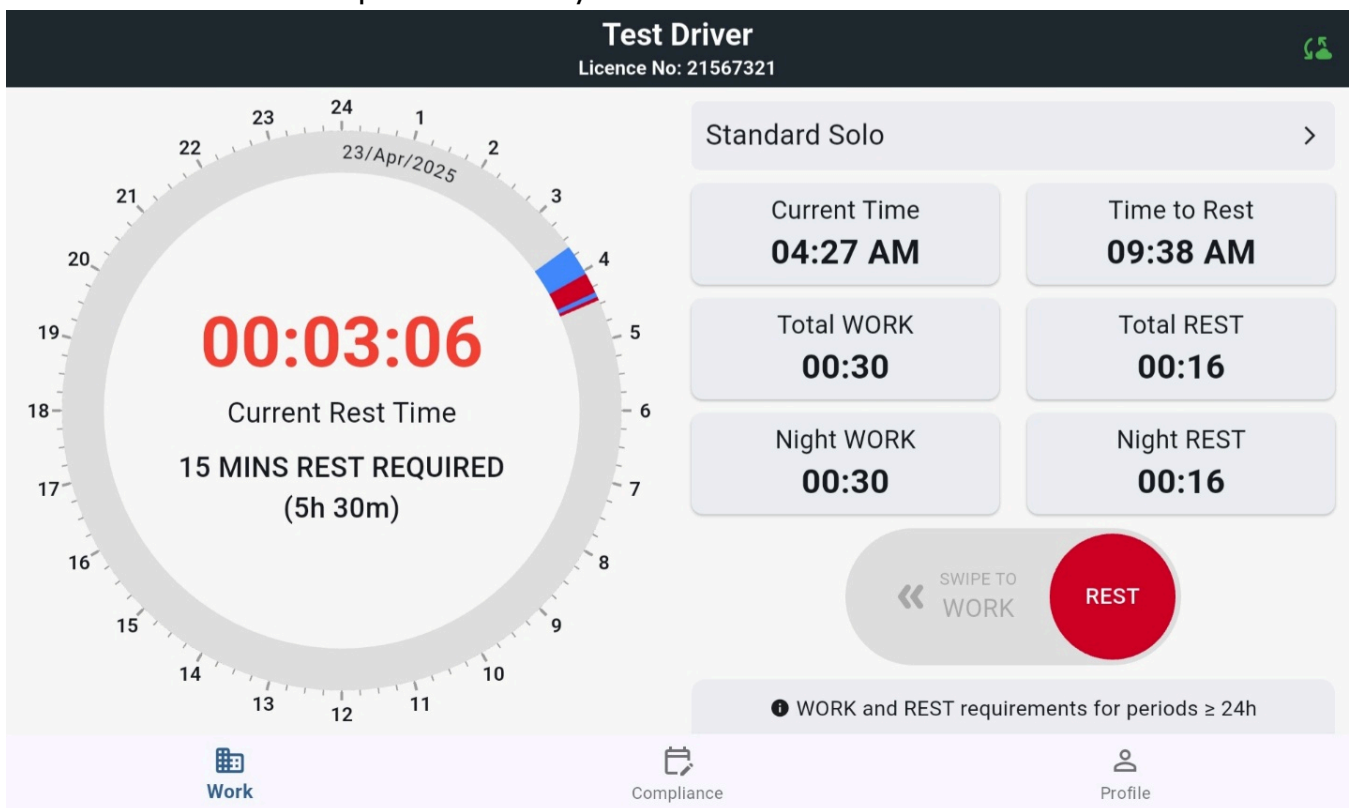 Test Driver
Licence No: 21567321
24
23
1
22
23/Apr/2025
2
21
3
20
4
19
5
18
6
17
7
16
8
15
9
14
10
13
12
11
00:03:06
Current Rest Time
15 MINS REST REQUIRED
(5h 30m)
Standard Solo
Current Time
04:27 AM
Time to Rest
09:38 AM
Total WORK
00:30
Total REST
00:16
Night WORK
00:30
Night REST
00:16
SWIPE TO
WORK
REST
WORK and REST requirements for periods ≥ 24h
Work
Compliance
Profile